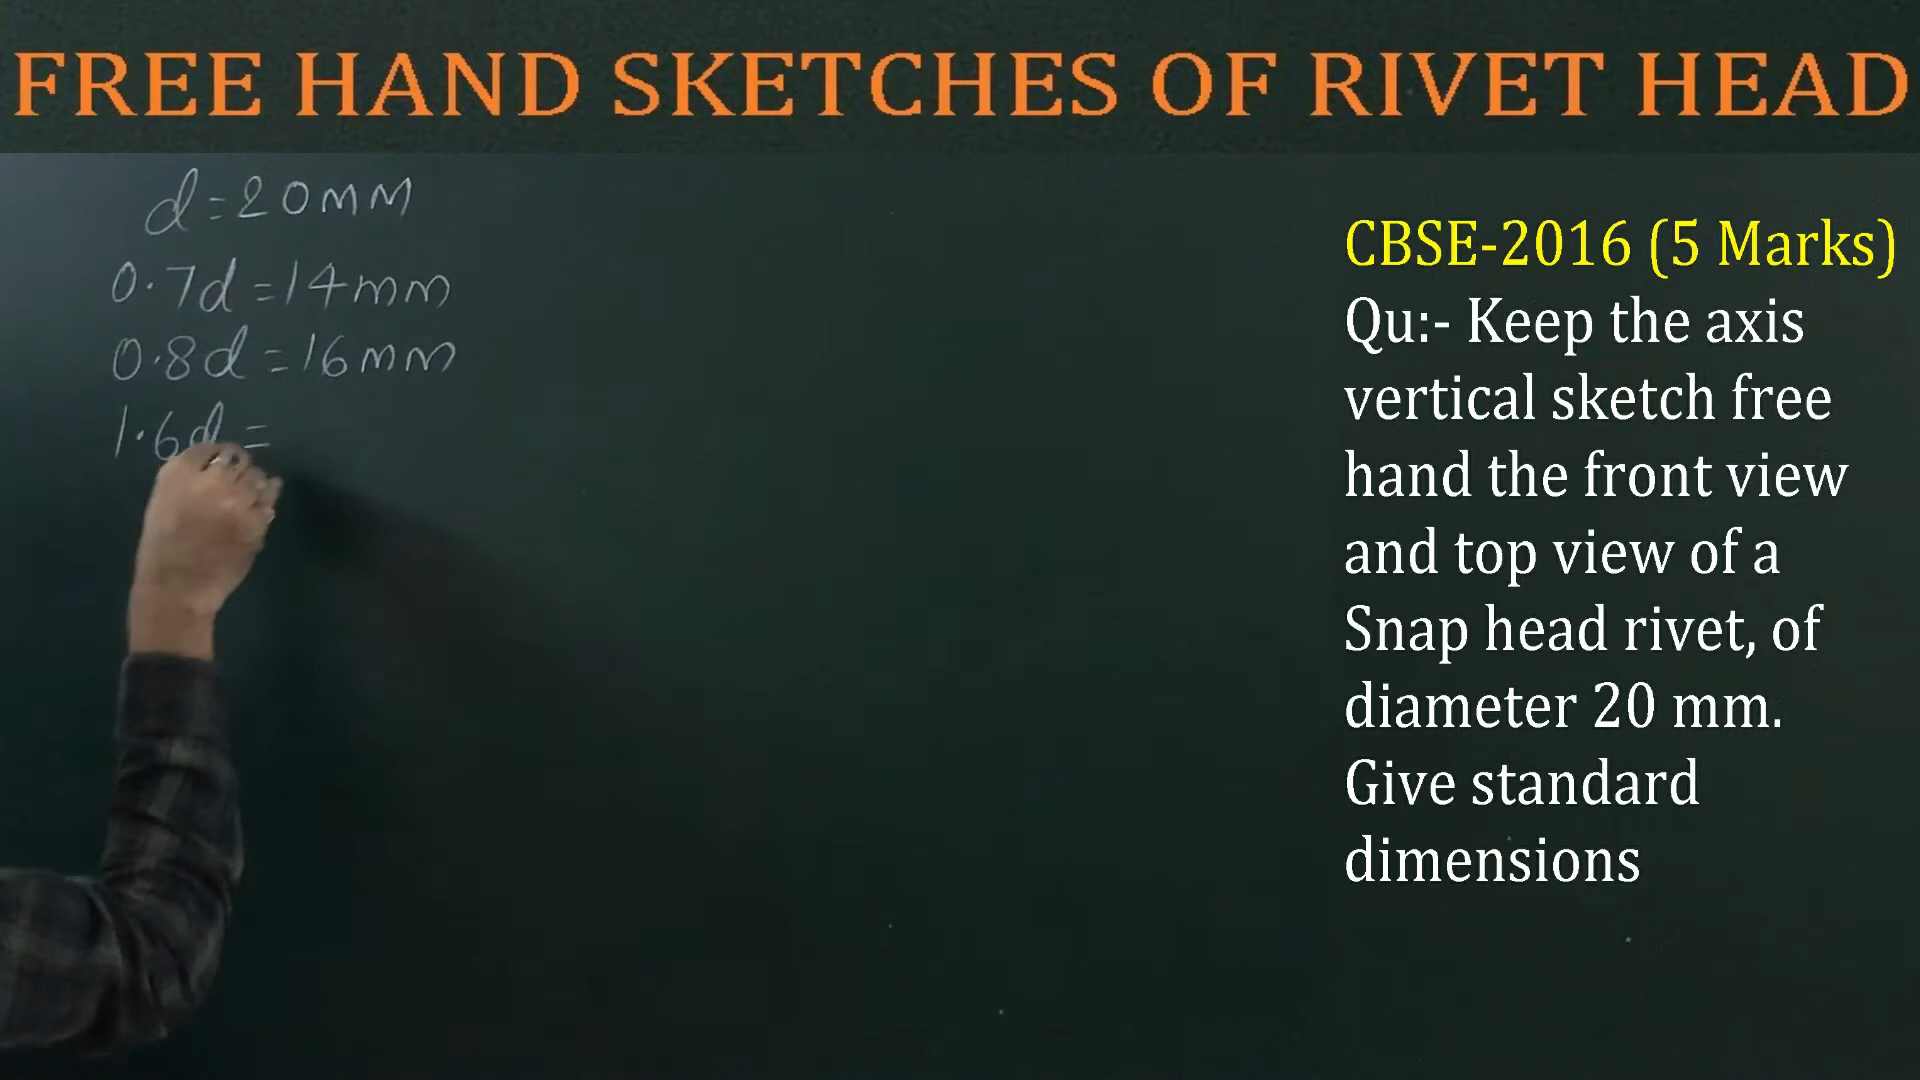 FREE HAND SKETCHES OF RIVET HEAD
d=20mm
0.7d=14mm
0.8d=16mm
1.6d=
CBSE-2016 (5 Marks)
Qu:- Keep the axis
vertical sketch free
hand the front view
and top view of a
Snap head rivet, of
diameter 20 mm.
Give standard
dimensions